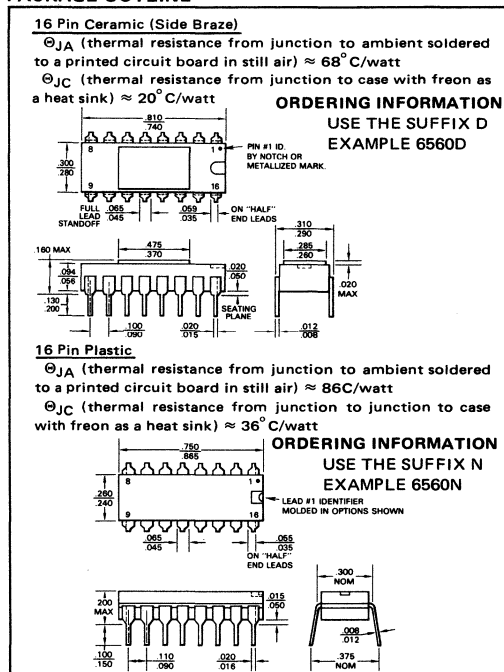 16 Pin Ceramic (Side Braze)
ΘJA (thermal resistance from junction to ambient soldered
to a printed circuit board in still air) ≈ 68°C/watt
ΘJC (thermal resistance from junction to case with freon as
a heat sink) ≈ 20°C/watt
ORDERING INFORMATION
USE THE SUFFIX D
EXAMPLE 6560D
.810
.740
8
1
PIN #1 ID.
BY NOTCH OR
METALLIZED MARK.
.300
.280
9
16
FULL
LEAD
STANDOFF
.065
.045
.059
.035
ON "HALF"
END LEADS
.310
.290
.475
.370
.285
.260
.160 MAX
.094
.056
.020
.050
.020
MAX
.130
.200
SEATING
PLANE
.100
.090
.020
.015
.012
.008
16 Pin Plastic
ΘJA (thermal resistance from junction to ambient soldered
to a printed circuit board in still air) ≈ 86C/watt
ΘJC (thermal resistance from junction to junction to case
with freon as a heat sink) ≈ 36°C/watt
ORDERING INFORMATION
USE THE SUFFIX N
EXAMPLE 6560N
.750
.865
8
1
.260
.240
LEAD #1 IDENTIFIER
MOLDED IN OPTIONS SHOWN
9
16
.065
.045
.055
.035
ON "HALF"
END LEADS
.300
NOM
.200
MAX
.015
.050
.008
.012
.100
.150
.110
.090
.020
.016
.375
NOM